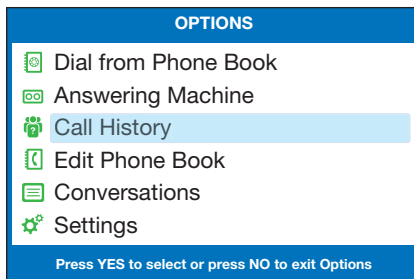 OPTIONS
Dial from Phone Book
Answering Machine
Call History
Edit Phone Book
Conversations
Settings
Press YES to select or press NO to exit Options